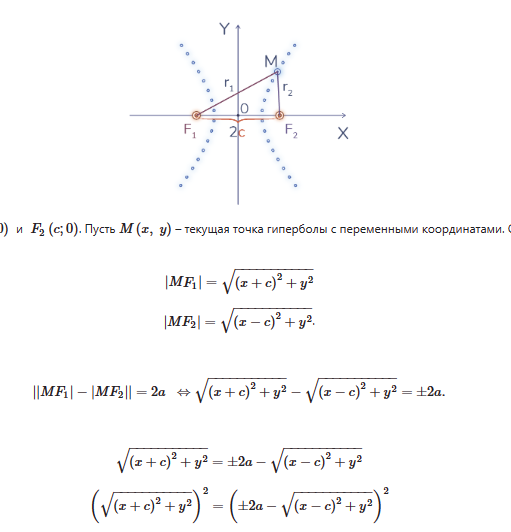 Y
M
r₁
r₂
O
F₁ 2c F₂ X
0) и F₂ (c; 0). Пусть M (x, y) – текущая точка гиперболы с переменными координатами.
|MF₁| = √((x + c)² + y²)
|MF₂| = √((x − c)² + y²).
||MF₁| − |MF₂|| = 2a ⇔ √((x + c)² + y²) − √((x − c)² + y²) = ±2a.
√((x + c)² + y²) = ±2a − √((x − c)² + y²)
(√((x + c)² + y²))² = (±2a − √((x − c)² + y²))²